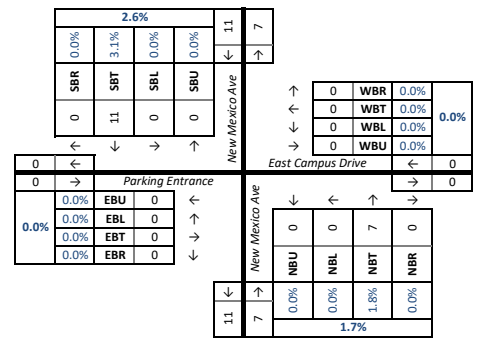 2.6% 11 7
0.0% 3.1% 0.0% 0.0% ↓ ↑
SBR SBT SBL SBU
0 11 0 0
← ↓ → ↑
New Mexico Ave
↑ 0 WBR 0.0%
← 0 WBT 0.0%
↓ 0 WBL 0.0%
→ 0 WBU 0.0%
0.0%
0 ← East Campus Drive ← 0
0 → Parking Entrance → 0
0.0%
0.0% EBU 0 ←
0.0% EBL 0 ↑
0.0% EBT 0 →
0.0% EBR 0 ↓
New Mexico Ave
↓ ← ↑ →
0 0 7 0
NBU NBL NBT NBR
↓ ↑ 0.0% 0.0% 1.8% 0.0%
11 7 1.7%